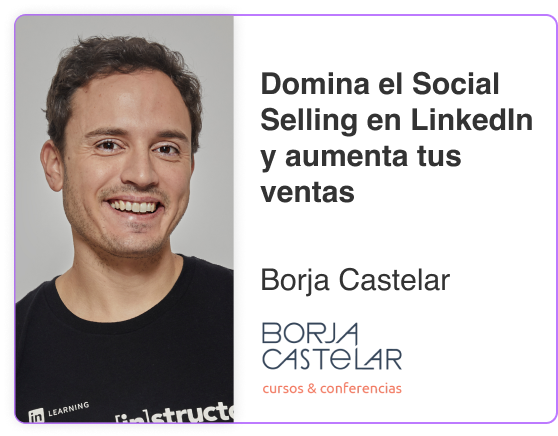 Domina el Social
Selling en LinkedIn
y aumenta tus
ventas
Borja Castelar
BORJA
CASTELAR
cursos & conferencias
in LEARNING
[in]structo